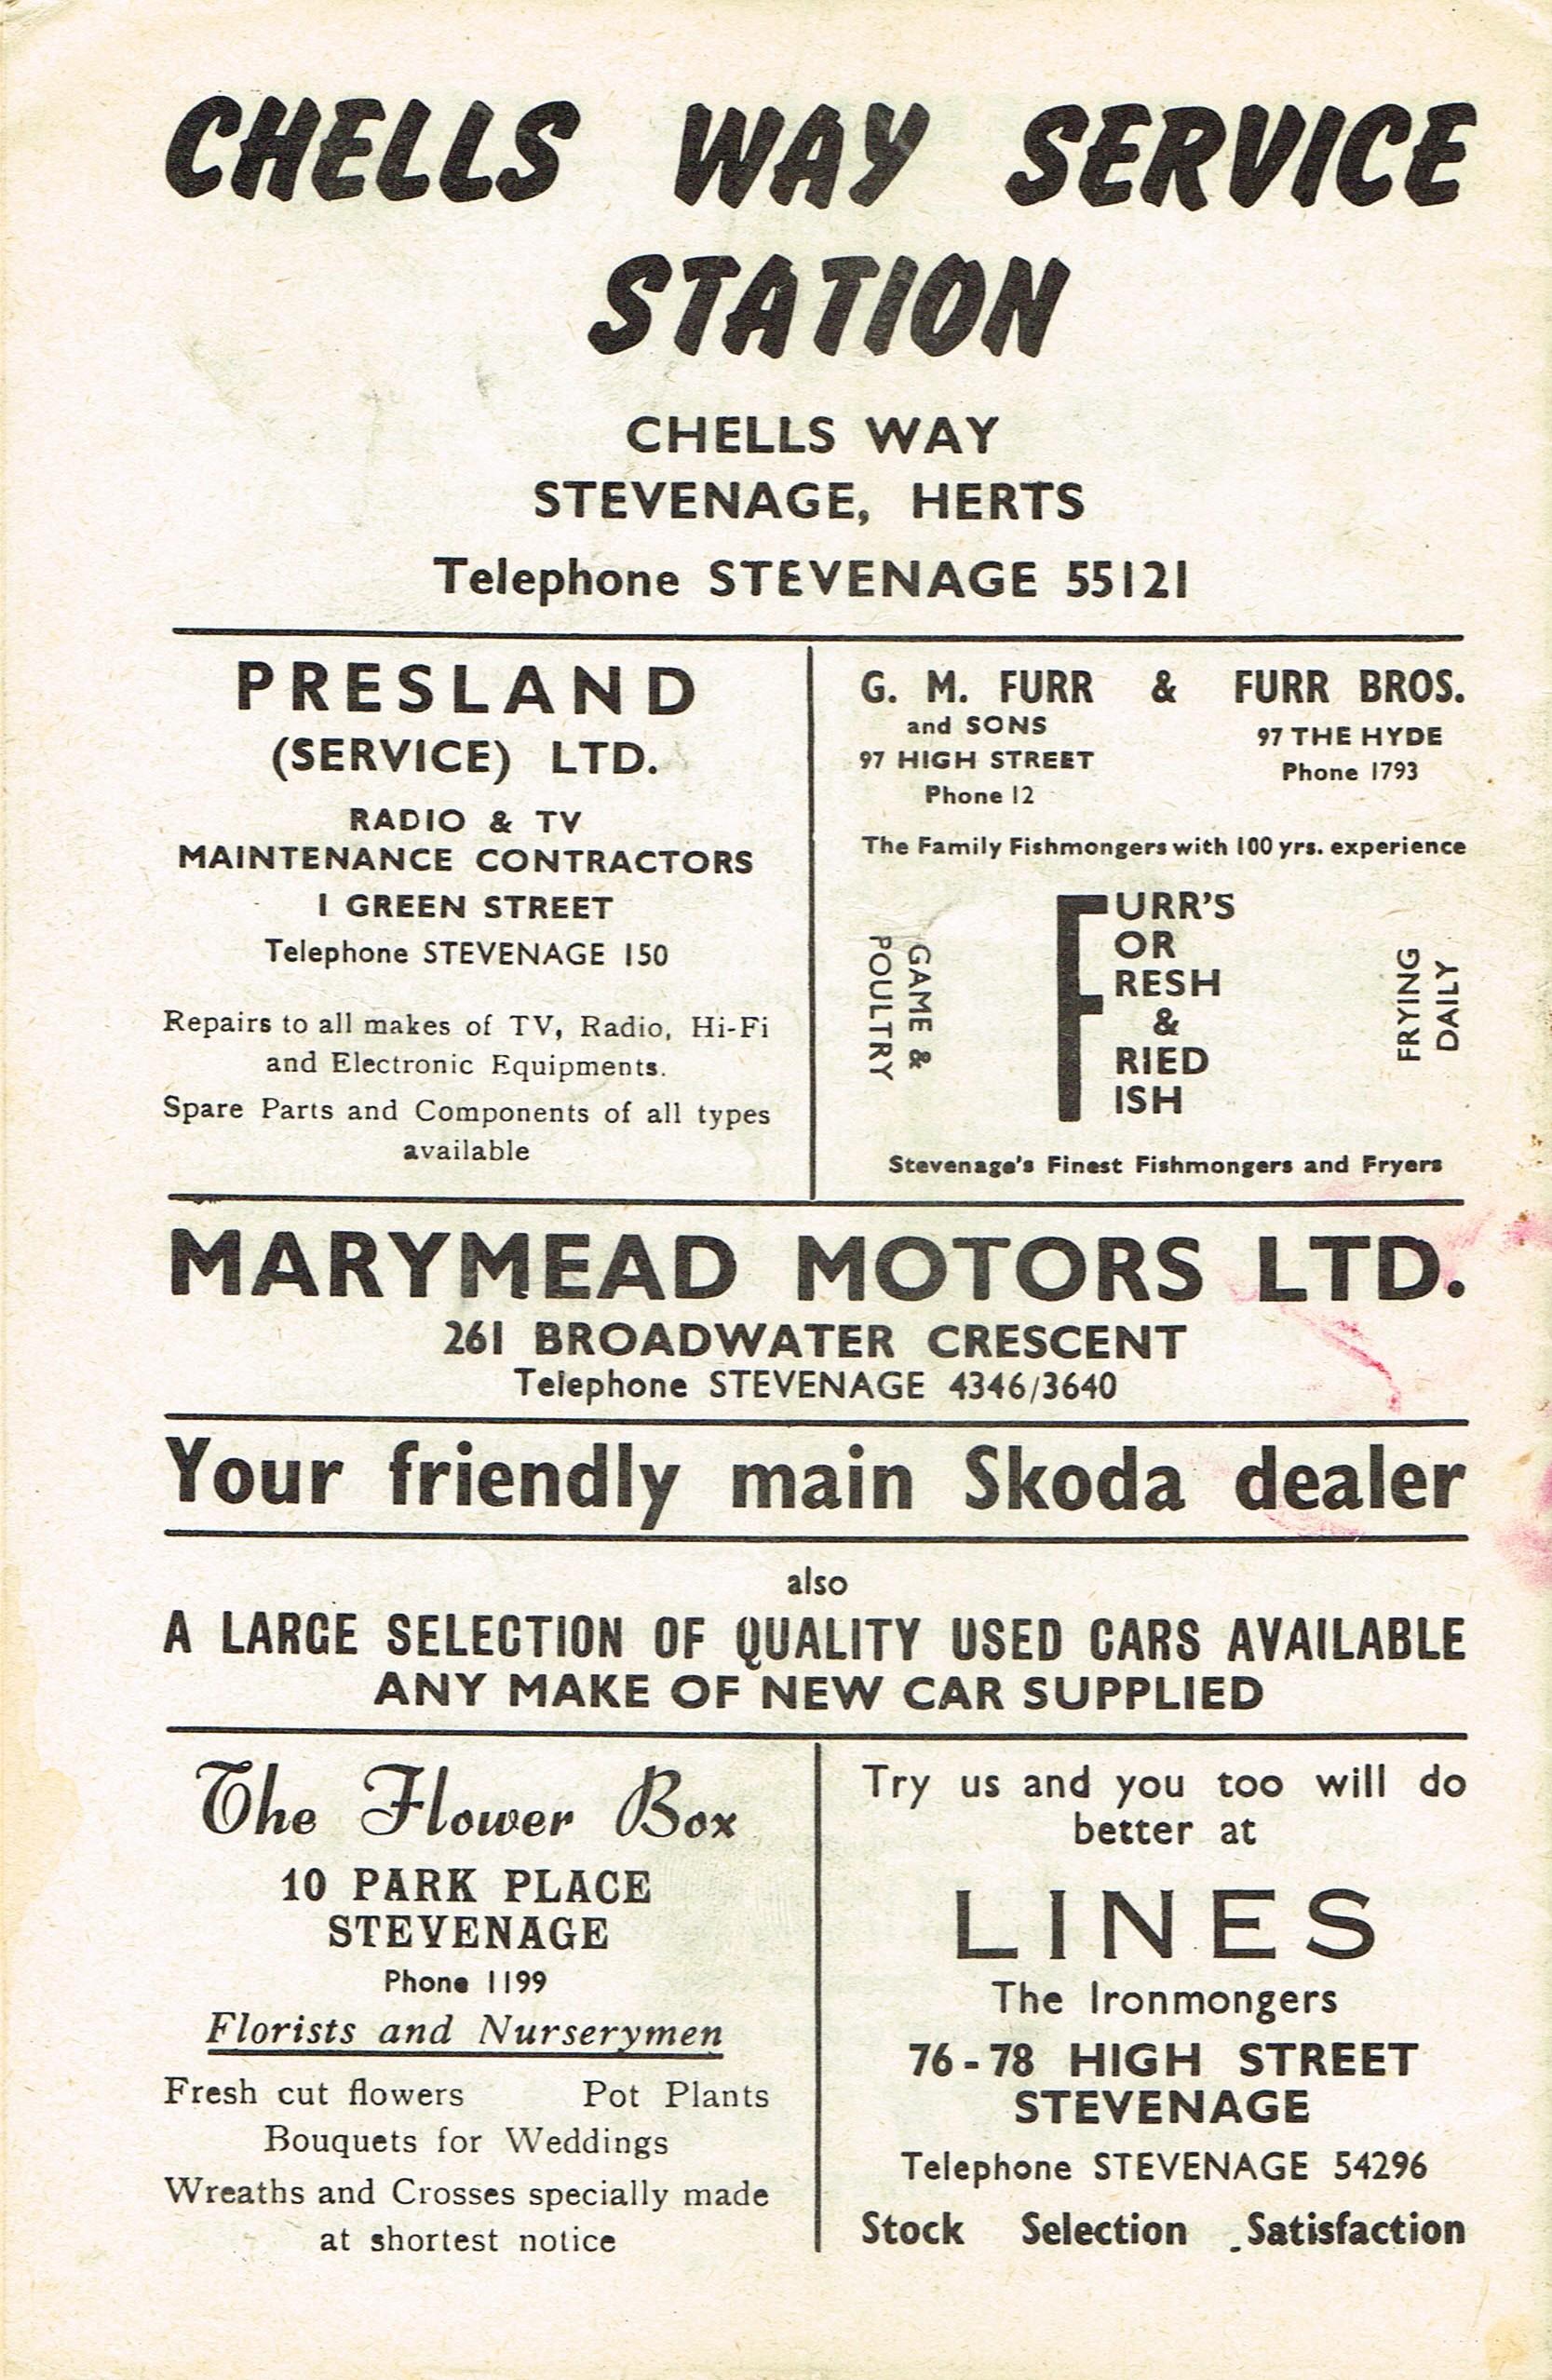 CHELLS WAY SERVICE
STATION
CHELLS WAY
STEVENAGE, HERTS
Telephone STEVENAGE 55121
PRESLAND
(SERVICE) LTD.
RADIO & TV
MAINTENANCE CONTRACTORS
1 GREEN STREET
Telephone STEVENAGE 150
Repairs to all makes of TV, Radio, Hi-Fi
and Electronic Equipments.
Spare Parts and Components of all types
available
G. M. FURR & FURR BROS.
and SONS
97 HIGH STREET
Phone 12
97 THE HYDE
Phone 1793
The Family Fishmongers with 100 yrs. experience
GAME &
POULTRY
FURR'S
OR
RESH
&
RIED
ISH
FRYING
DAILY
Stevenage's Finest Fishmongers and Fryers
MARYMEAD MOTORS LTD.
261 BROADWATER CRESCENT
Telephone STEVENAGE 4346/3640
Your friendly main Skoda dealer
also
A LARGE SELECTION OF QUALITY USED CARS AVAILABLE
ANY MAKE OF NEW CAR SUPPLIED
The Flower Box
10 PARK PLACE
STEVENAGE
Phone 1199
Florists and Nurserymen
Fresh cut flowers Pot Plants
Bouquets for Weddings
Wreaths and Crosses specially made
at shortest notice
Try us and you too will do
better at
LINES
The Ironmongers
76-78 HIGH STREET
STEVENAGE
Telephone STEVENAGE 54296
Stock Selection Satisfaction